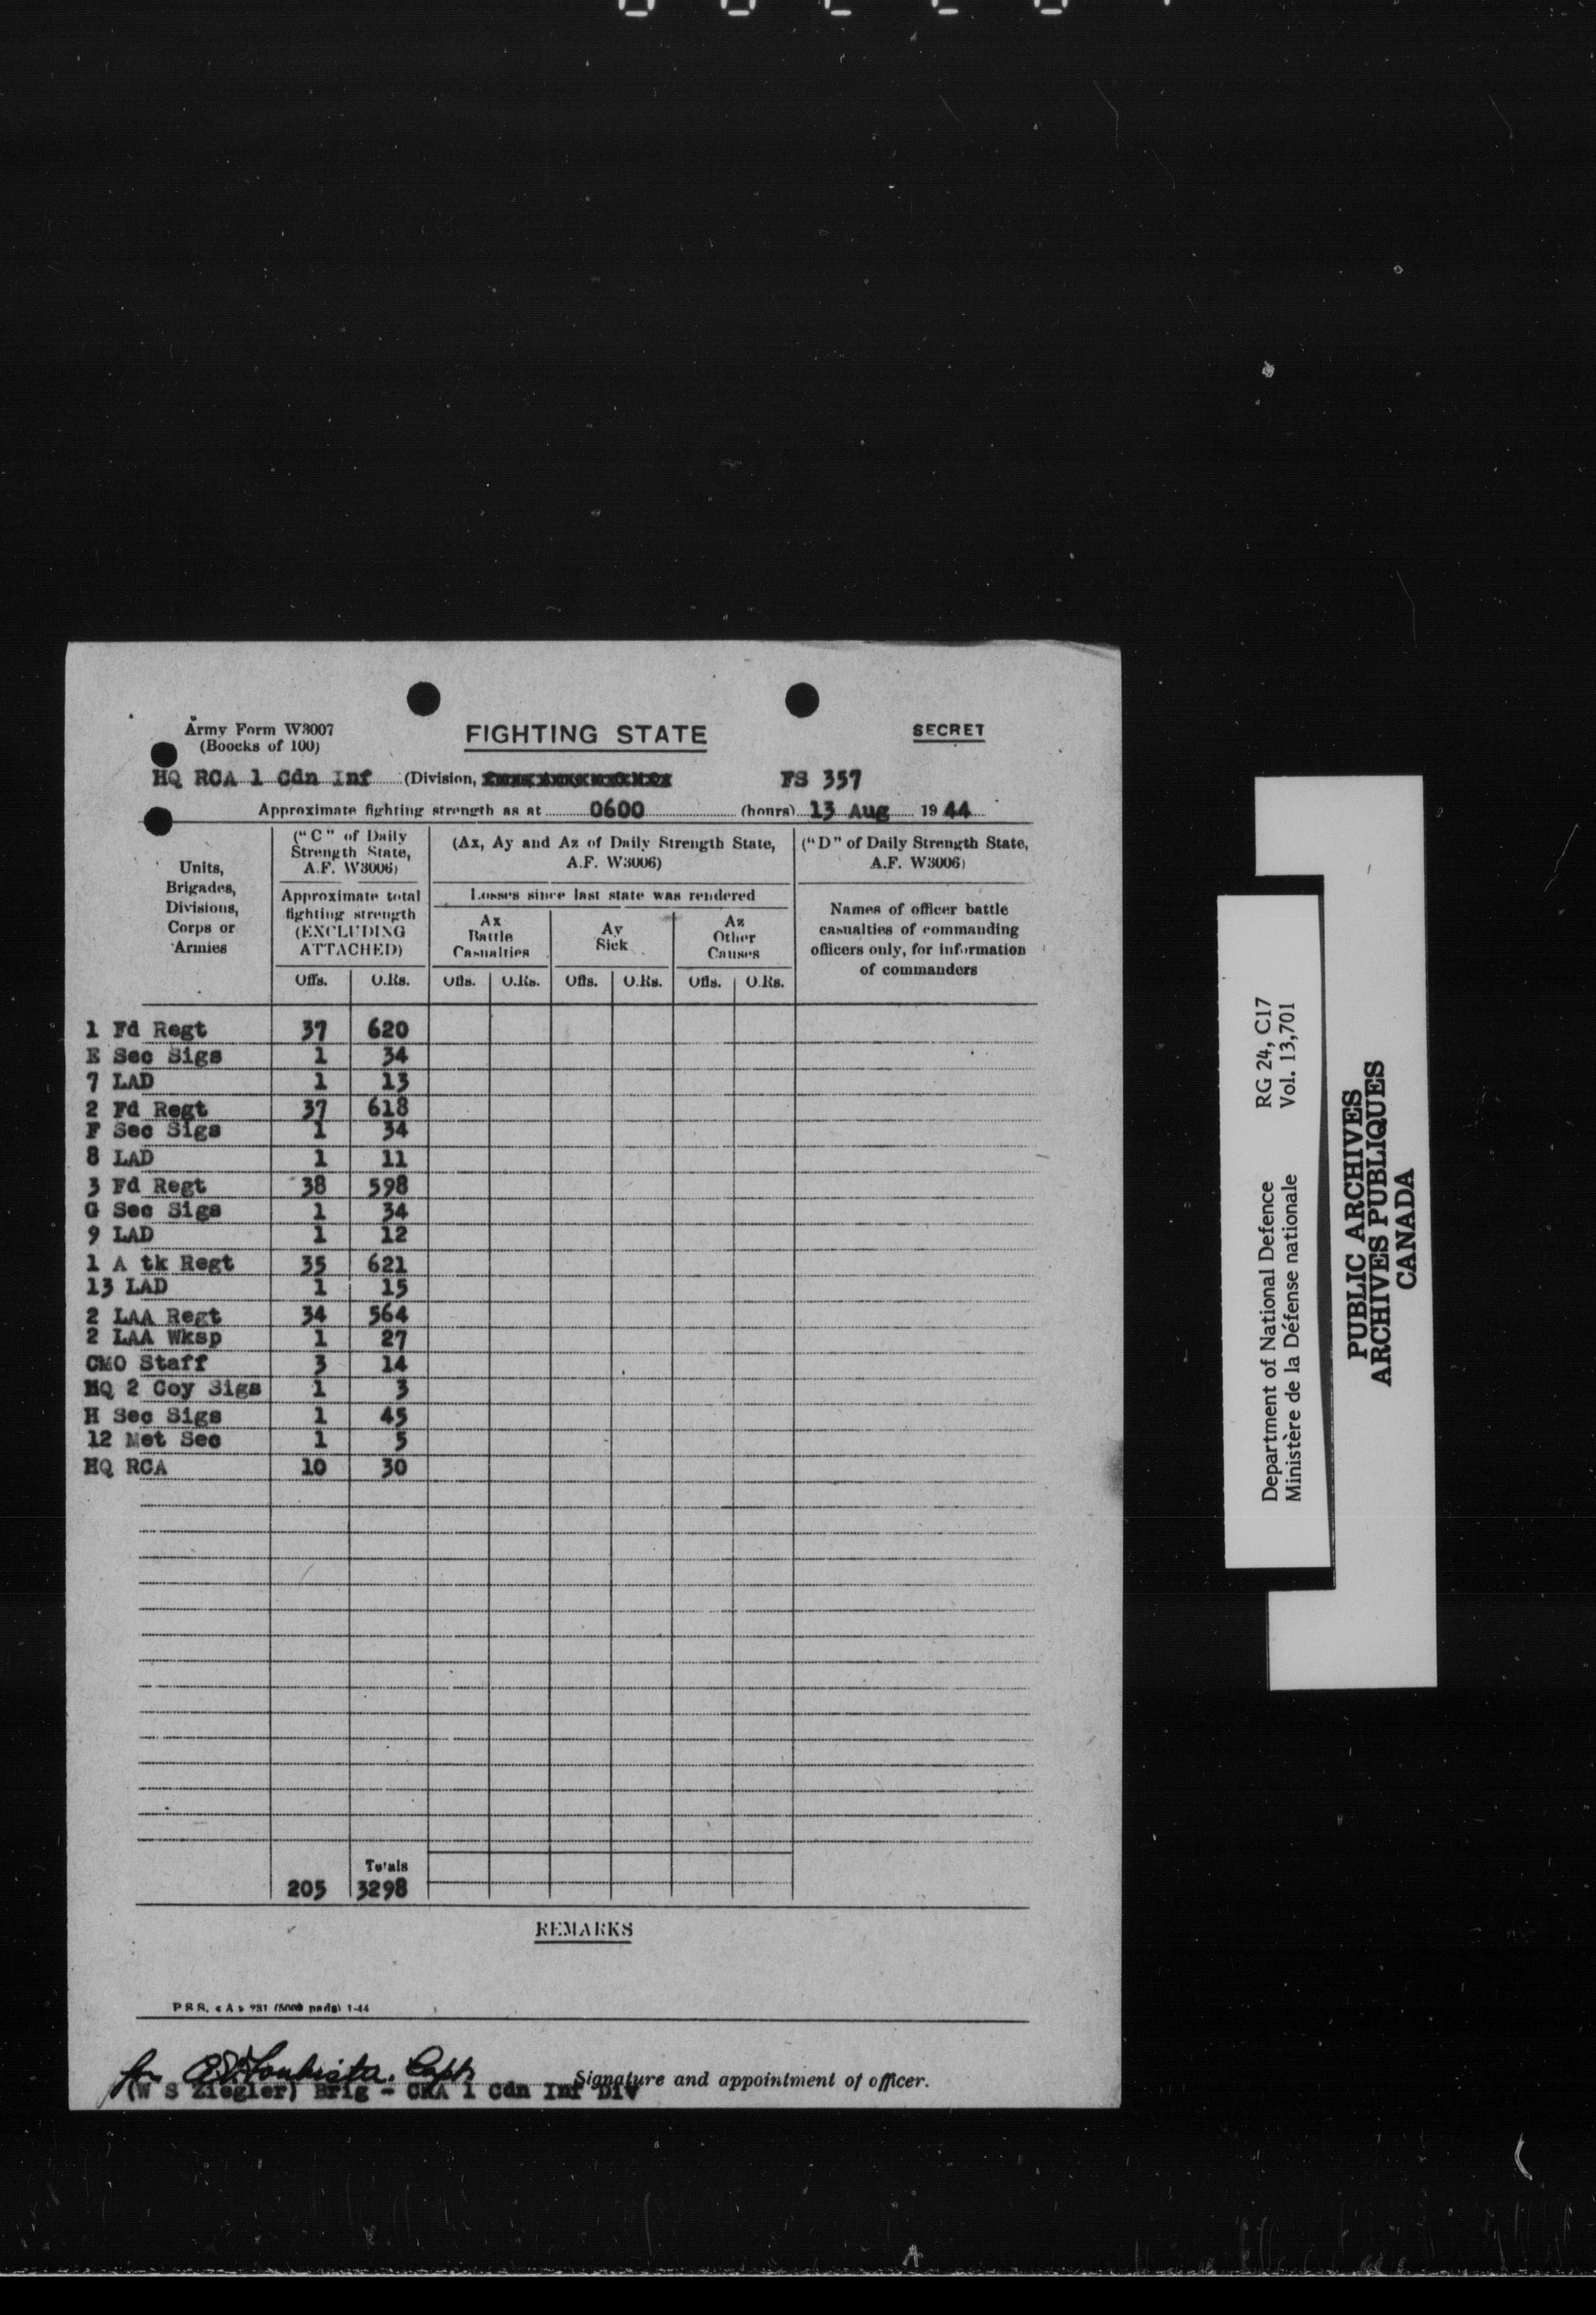 Army Form W3007
(Boocks of 100)
FIGHTING STATE
SECRET
HQ RCA 1 Cdn Inf (Division, FS 357
Approximate fighting strength as at 0600 (hours) 13 Aug 1944
Units, Brigades, Divisions, Corps or Armies
("C" of Daily Strength State, A.F. W3006)
Approximate total fighting strength (EXCLUDING ATTACHED)
(Ax, Ay and Az of Daily Strength State, A.F. W3006)
Losses since last state was rendered
Ax Battle Casualties
Ay Sick
Az Other Causes
("D" of Daily Strength State, A.F. W3006)
Names of officer battle casualties of commanding officers only, for information of commanders
Offs. O.Rs. Offs. O.Rs. Offs. O.Rs. Offs. O.Rs.
1 Fd Regt 37 620
E Sec Sigs 1 34
7 LAD 1 13
2 Fd Regt 37 618
F Sec Sigs 1 34
8 LAD 1 11
3 Fd Regt 38 598
G Sec Sigs 1 34
9 LAD 1 12
1 A tk Regt 35 621
13 LAD 1 15
2 LAA Regt 34 564
2 LAA Wksp 1 27
CMO Staff 3 14
HQ 2 Coy Sigs 1 3
H Sec Sigs 1 45
12 Met Sec 1 5
HQ RCA 10 30
Totals
205 3298
REMARKS
P.S.S. « A » 931 (5000 pads) 1-44
for Capt
Signature and appointment of officer.
(W S Ziegler) Brig - CRA 1 Cdn Inf Div
Department of National Defence RG 24, C17
Ministère de la Défense nationale Vol. 13,701
PUBLIC ARCHIVES
ARCHIVES PUBLIQUES
CANADA